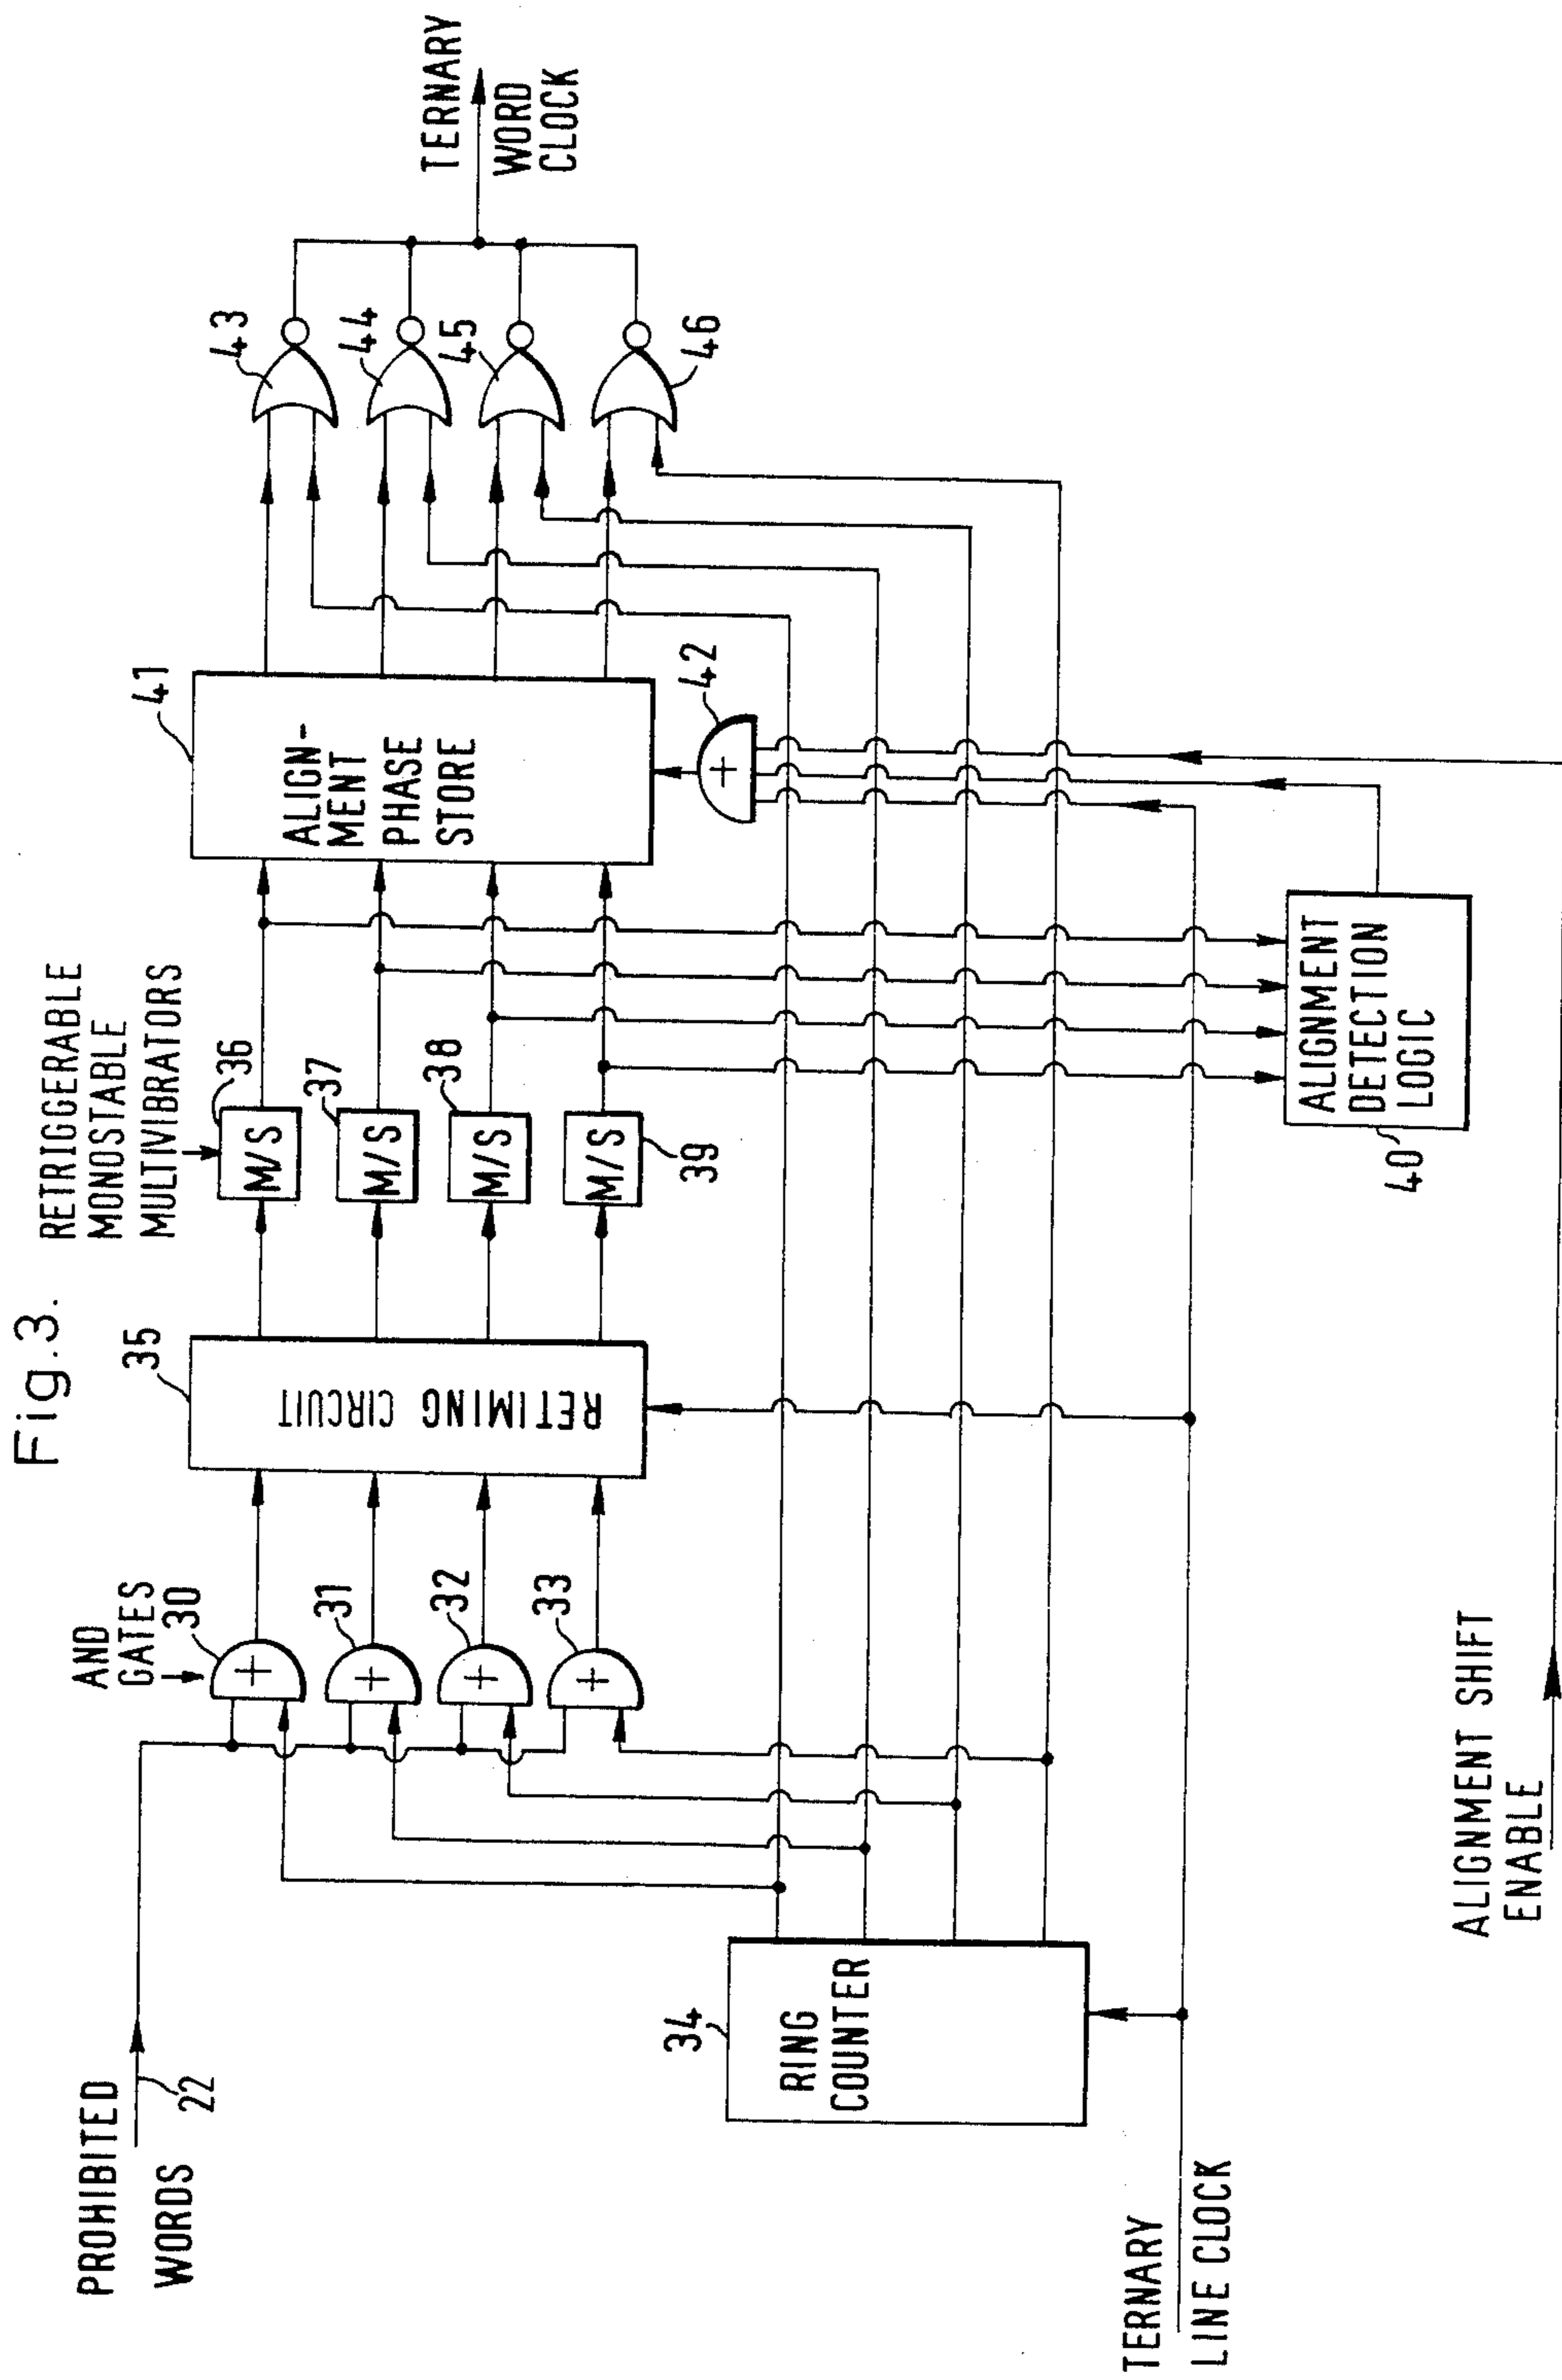 Fig.3.
PROHIBITED
WORDS
22
AND
GATES
30
31
32
33
RING
COUNTER
34
TERNARY
LINE CLOCK
35
RETIMING CIRCUIT
RETRIGGERABLE
MONOSTABLE
MULTIVIBRATORS
M/S
36
M/S
37
M/S
38
M/S
39
ALIGNMENT
DETECTION
LOGIC
40
41
ALIGN-
MENT
PHASE
STORE
42
43
44
45
46
TERNARY
WORD
CLOCK
ALIGNMENT SHIFT
ENABLE
+
+
+
+
+